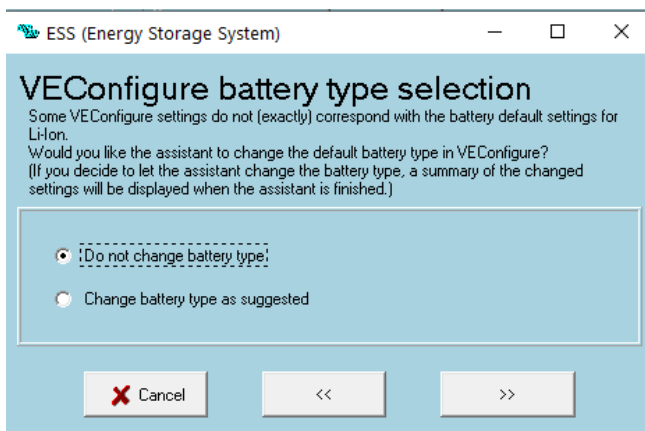 ESS (Energy Storage System)
VEConfigure battery type selection
Some VEConfigure settings do not (exactly) correspond with the battery default settings for
Li-Ion.
Would you like the assistant to change the default battery type in VEConfigure?
(If you decide to let the assistant change the battery type, a summary of the changed
settings will be displayed when the assistant is finished.)
Do not change battery type
Change battery type as suggested
Cancel << >>